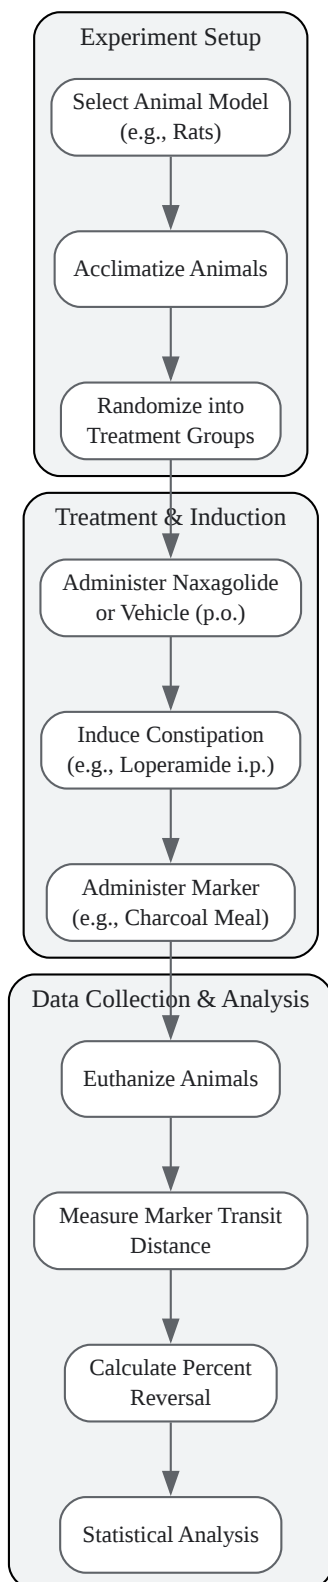 Experiment Setup
Select Animal Model
(e.g., Rats)
Acclimatize Animals
Randomize into
Treatment Groups
Treatment & Induction
Administer Naxagolide
or Vehicle (p.o.)
Induce Constipation
(e.g., Loperamide i.p.)
Administer Marker
(e.g., Charcoal Meal)
Data Collection & Analysis
Euthanize Animals
Measure Marker Transit
Distance
Calculate Percent
Reversal
Statistical Analysis